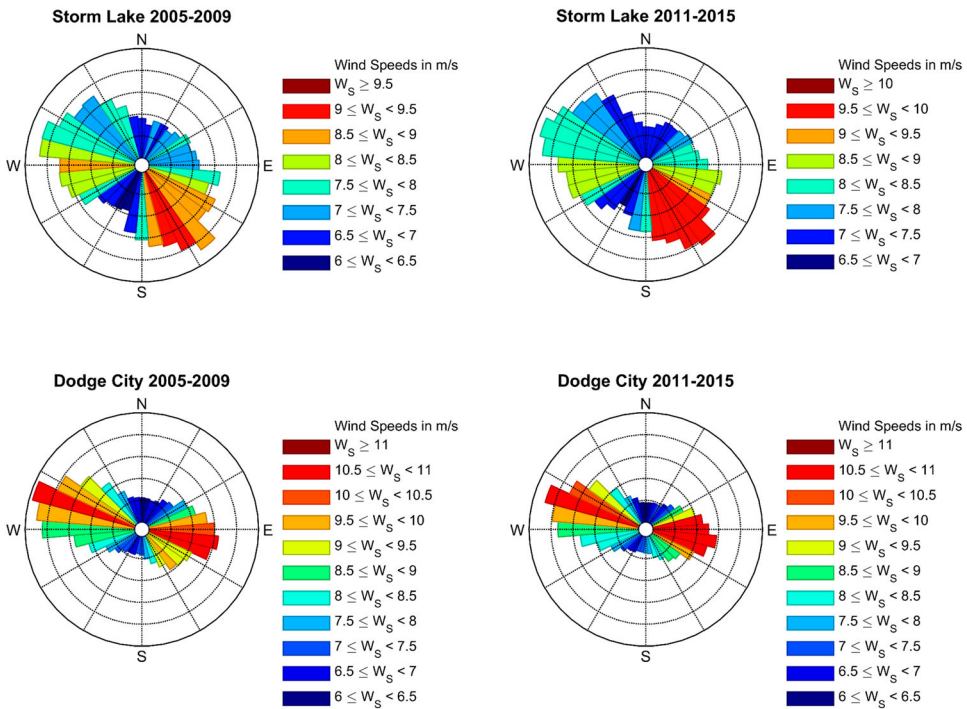 Storm Lake 2005-2009
N
W
E
S
Wind Speeds in m/s
W_S ≥ 9.5
9 ≤ W_S < 9.5
8.5 ≤ W_S < 9
8 ≤ W_S < 8.5
7.5 ≤ W_S < 8
7 ≤ W_S < 7.5
6.5 ≤ W_S < 7
6 ≤ W_S < 6.5
Storm Lake 2011-2015
N
W
E
S
Wind Speeds in m/s
W_S ≥ 10
9.5 ≤ W_S < 10
9 ≤ W_S < 9.5
8.5 ≤ W_S < 9
8 ≤ W_S < 8.5
7.5 ≤ W_S < 8
7 ≤ W_S < 7.5
6.5 ≤ W_S < 7
Dodge City 2005-2009
N
W
E
S
Wind Speeds in m/s
W_S ≥ 11
10.5 ≤ W_S < 11
10 ≤ W_S < 10.5
9.5 ≤ W_S < 10
9 ≤ W_S < 9.5
8.5 ≤ W_S < 9
8 ≤ W_S < 8.5
7.5 ≤ W_S < 8
7 ≤ W_S < 7.5
6.5 ≤ W_S < 7
6 ≤ W_S < 6.5
Dodge City 2011-2015
N
W
E
S
Wind Speeds in m/s
W_S ≥ 11
10.5 ≤ W_S < 11
10 ≤ W_S < 10.5
9.5 ≤ W_S < 10
9 ≤ W_S < 9.5
8.5 ≤ W_S < 9
8 ≤ W_S < 8.5
7.5 ≤ W_S < 8
7 ≤ W_S < 7.5
6.5 ≤ W_S < 7
6 ≤ W_S < 6.5